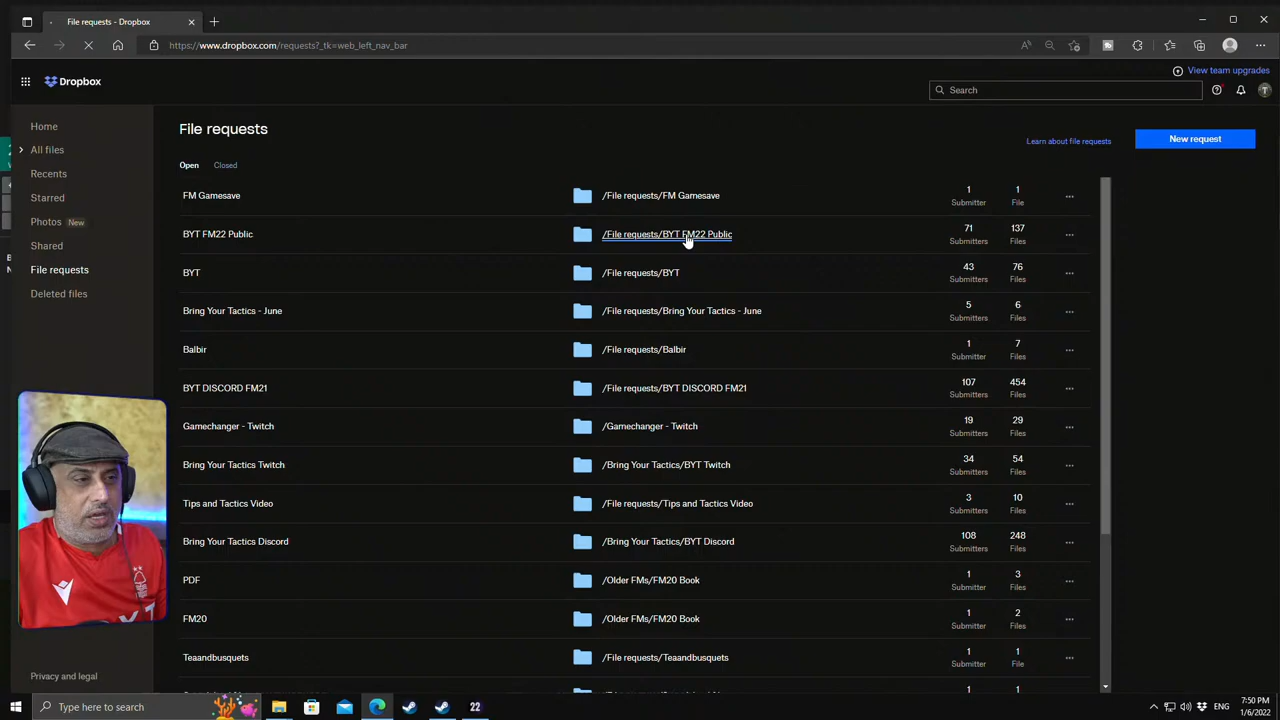 File requests - Dropbox
https://www.dropbox.com/requests?_tk=web_left_nav_bar
Dropbox
View team upgrades
Search
T
Home
All files
Recents
Starred
Photos New
Shared
File requests
Deleted files
Privacy and legal
File requests
Learn about file requests
New request
Open Closed
FM Gamesave /File requests/FM Gamesave 1 Submitter 1 File
BYT FM22 Public /File requests/BYT FM22 Public 71 Submitters 137 Files
BYT /File requests/BYT 43 Submitters 76 Files
Bring Your Tactics - June /File requests/Bring Your Tactics - June 5 Submitters 6 Files
Balbir /File requests/Balbir 1 Submitter 7 Files
BYT DISCORD FM21 /File requests/BYT DISCORD FM21 107 Submitters 454 Files
Gamechanger - Twitch /Gamechanger - Twitch 19 Submitters 29 Files
Bring Your Tactics Twitch /Bring Your Tactics/BYT Twitch 34 Submitters 54 Files
Tips and Tactics Video /File requests/Tips and Tactics Video 3 Submitters 10 Files
Bring Your Tactics Discord /Bring Your Tactics/BYT Discord 108 Submitters 248 Files
PDF /Older FMs/FM20 Book 1 Submitter 3 Files
FM20 /Older FMs/FM20 Book 1 Submitter 2 Files
Teaandbusquets /File requests/Teaandbusquets 1 Submitter 1 File
1 1
Type here to search
22
ENG
7:50 PM
1/6/2022